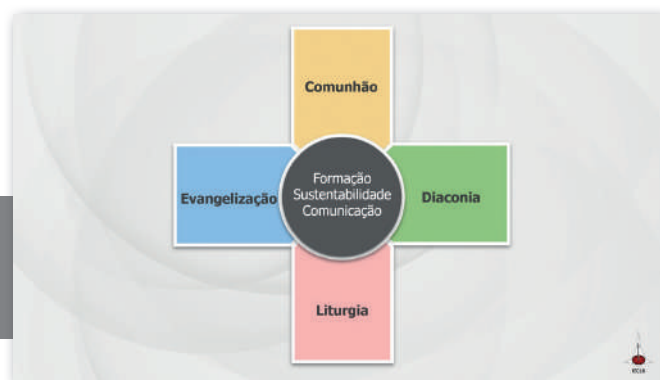 Comunhão
Evangelização
Formação
Sustentabilidade
Comunicação
Diaconia
Liturgia